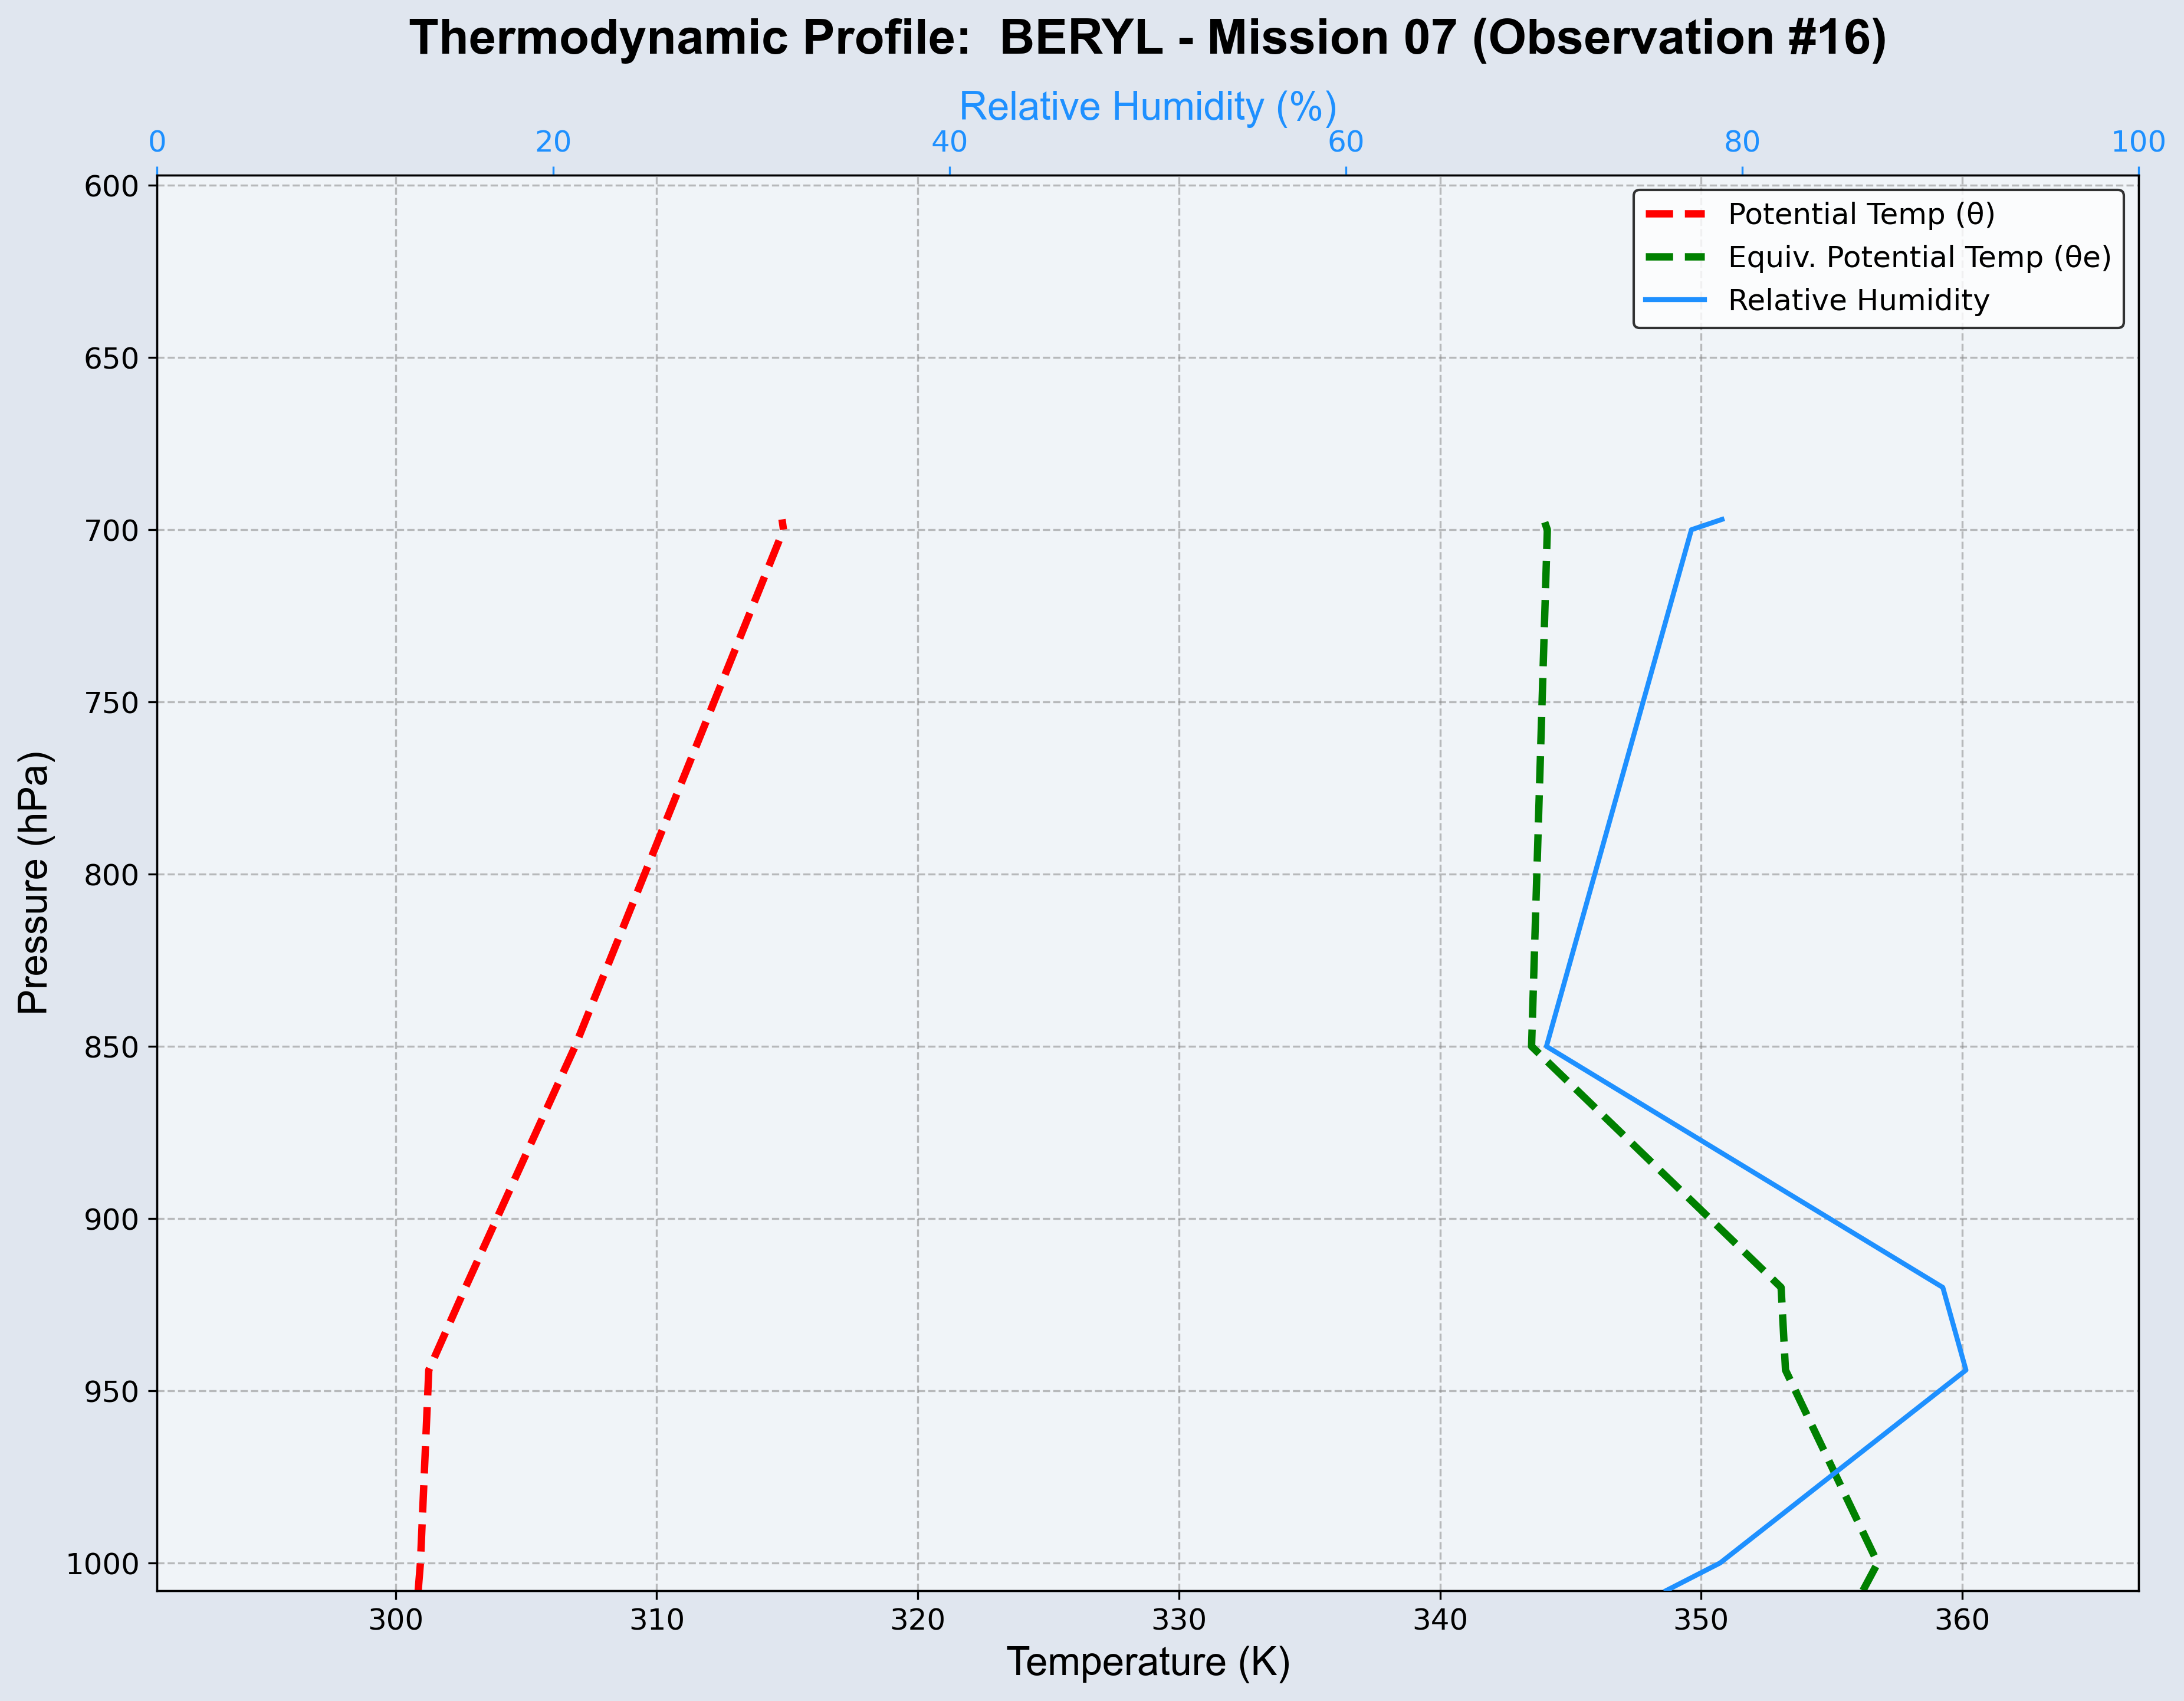 Thermodynamic Profile:  BERYL - Mission 07 (Observation #16)
Relative Humidity (%)
0 20 40 60 80 100
Potential Temp (θ)
Equiv. Potential Temp (θe)
Relative Humidity
Pressure (hPa)
600
650
700
750
800
850
900
950
1000
300 310 320 330 340 350 360
Temperature (K)